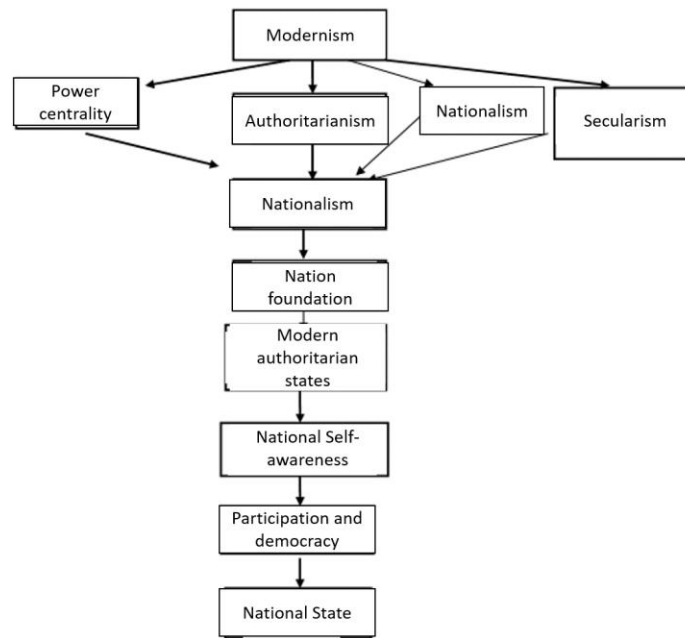 Modernism
Power
centrality
Authoritarianism
Nationalism
Secularism
Nationalism
Nation
foundation
Modern
authoritarian
states
National Self-
awareness
Participation and
democracy
National State